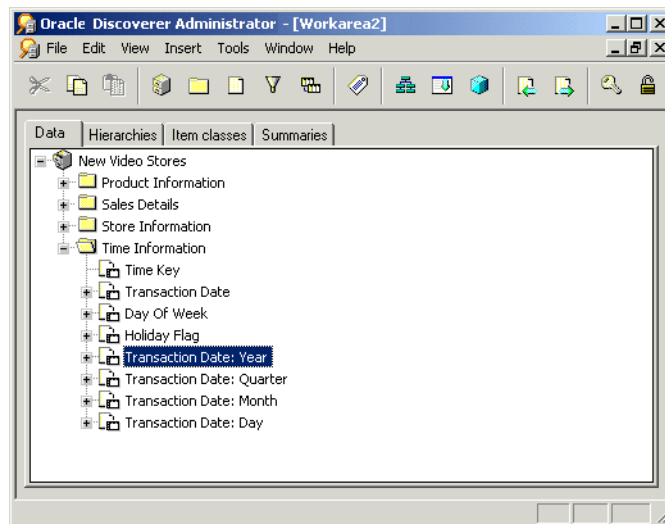 Oracle Discoverer Administrator - [Workarea2]
File Edit View Insert Tools Window Help
Data Hierarchies Item classes Summaries
New Video Stores
Product Information
Sales Details
Store Information
Time Information
Time Key
Transaction Date
Day Of Week
Holiday Flag
Transaction Date: Year
Transaction Date: Quarter
Transaction Date: Month
Transaction Date: Day